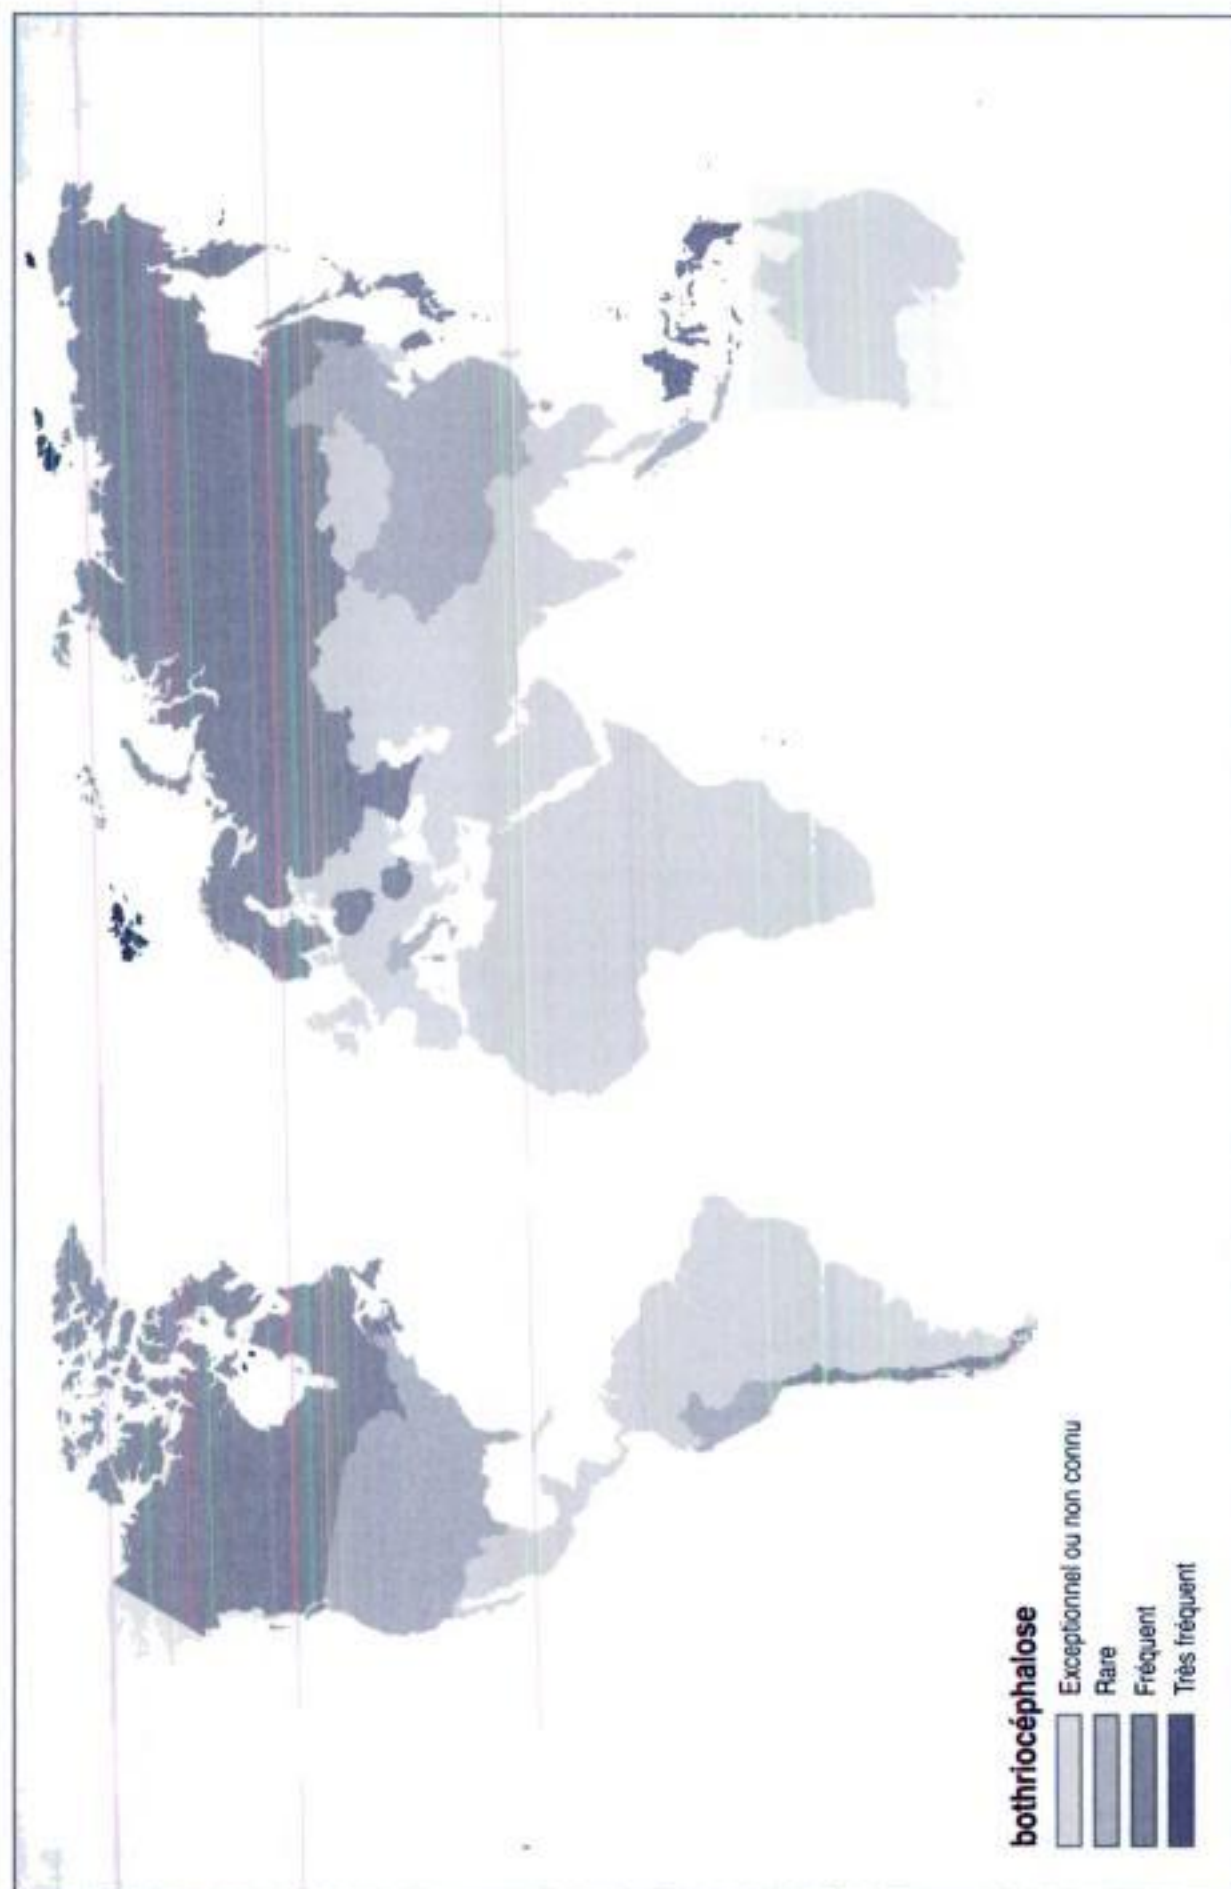 bothriocéphalose
Exceptionnel ou non connu
Rare
Fréquent
Très fréquent